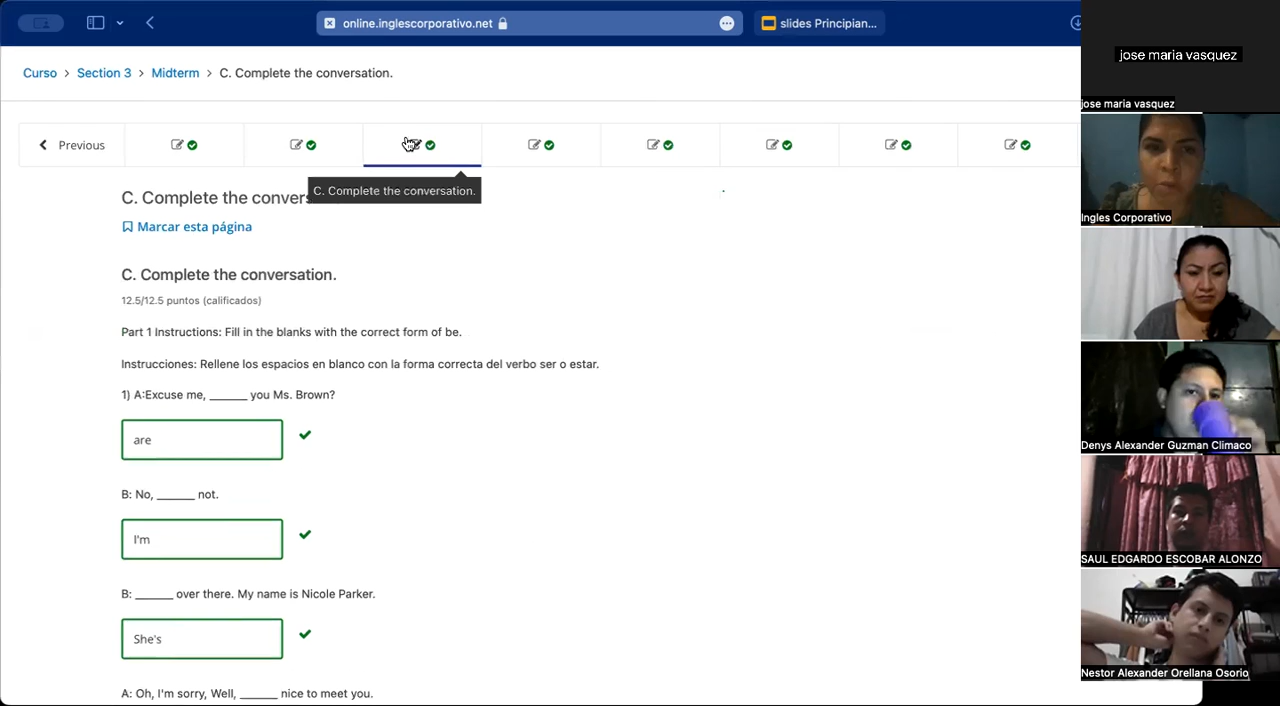 online.inglescorporativo.net
slides Principian...
Curso > Section 3 > Midterm > C. Complete the conversation.
Previous
C. Complete the conver
C. Complete the conversation.
Marcar esta página
C. Complete the conversation.
12.5/12.5 puntos (calificados)
Part 1 Instructions: Fill in the blanks with the correct form of be.
Instrucciones: Rellene los espacios en blanco con la forma correcta del verbo ser o estar.
1) A:Excuse me, ______ you Ms. Brown?
are
B: No, ______ not.
I'm
B: ______ over there. My name is Nicole Parker.
She's
A: Oh, I'm sorry, Well, ______ nice to meet you.
jose maria vasquez
jose maria vasquez
Ingles Corporativo
Denys Alexander Guzman Climaco
SAUL EDGARDO ESCOBAR ALONZO
Nestor Alexander Orellana Osorio